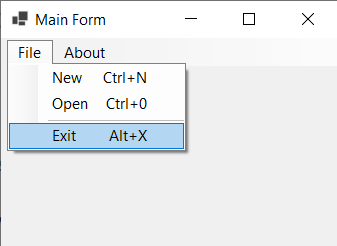 Main Form
File About
New Ctrl+N
Open Ctrl+0
Exit Alt+X